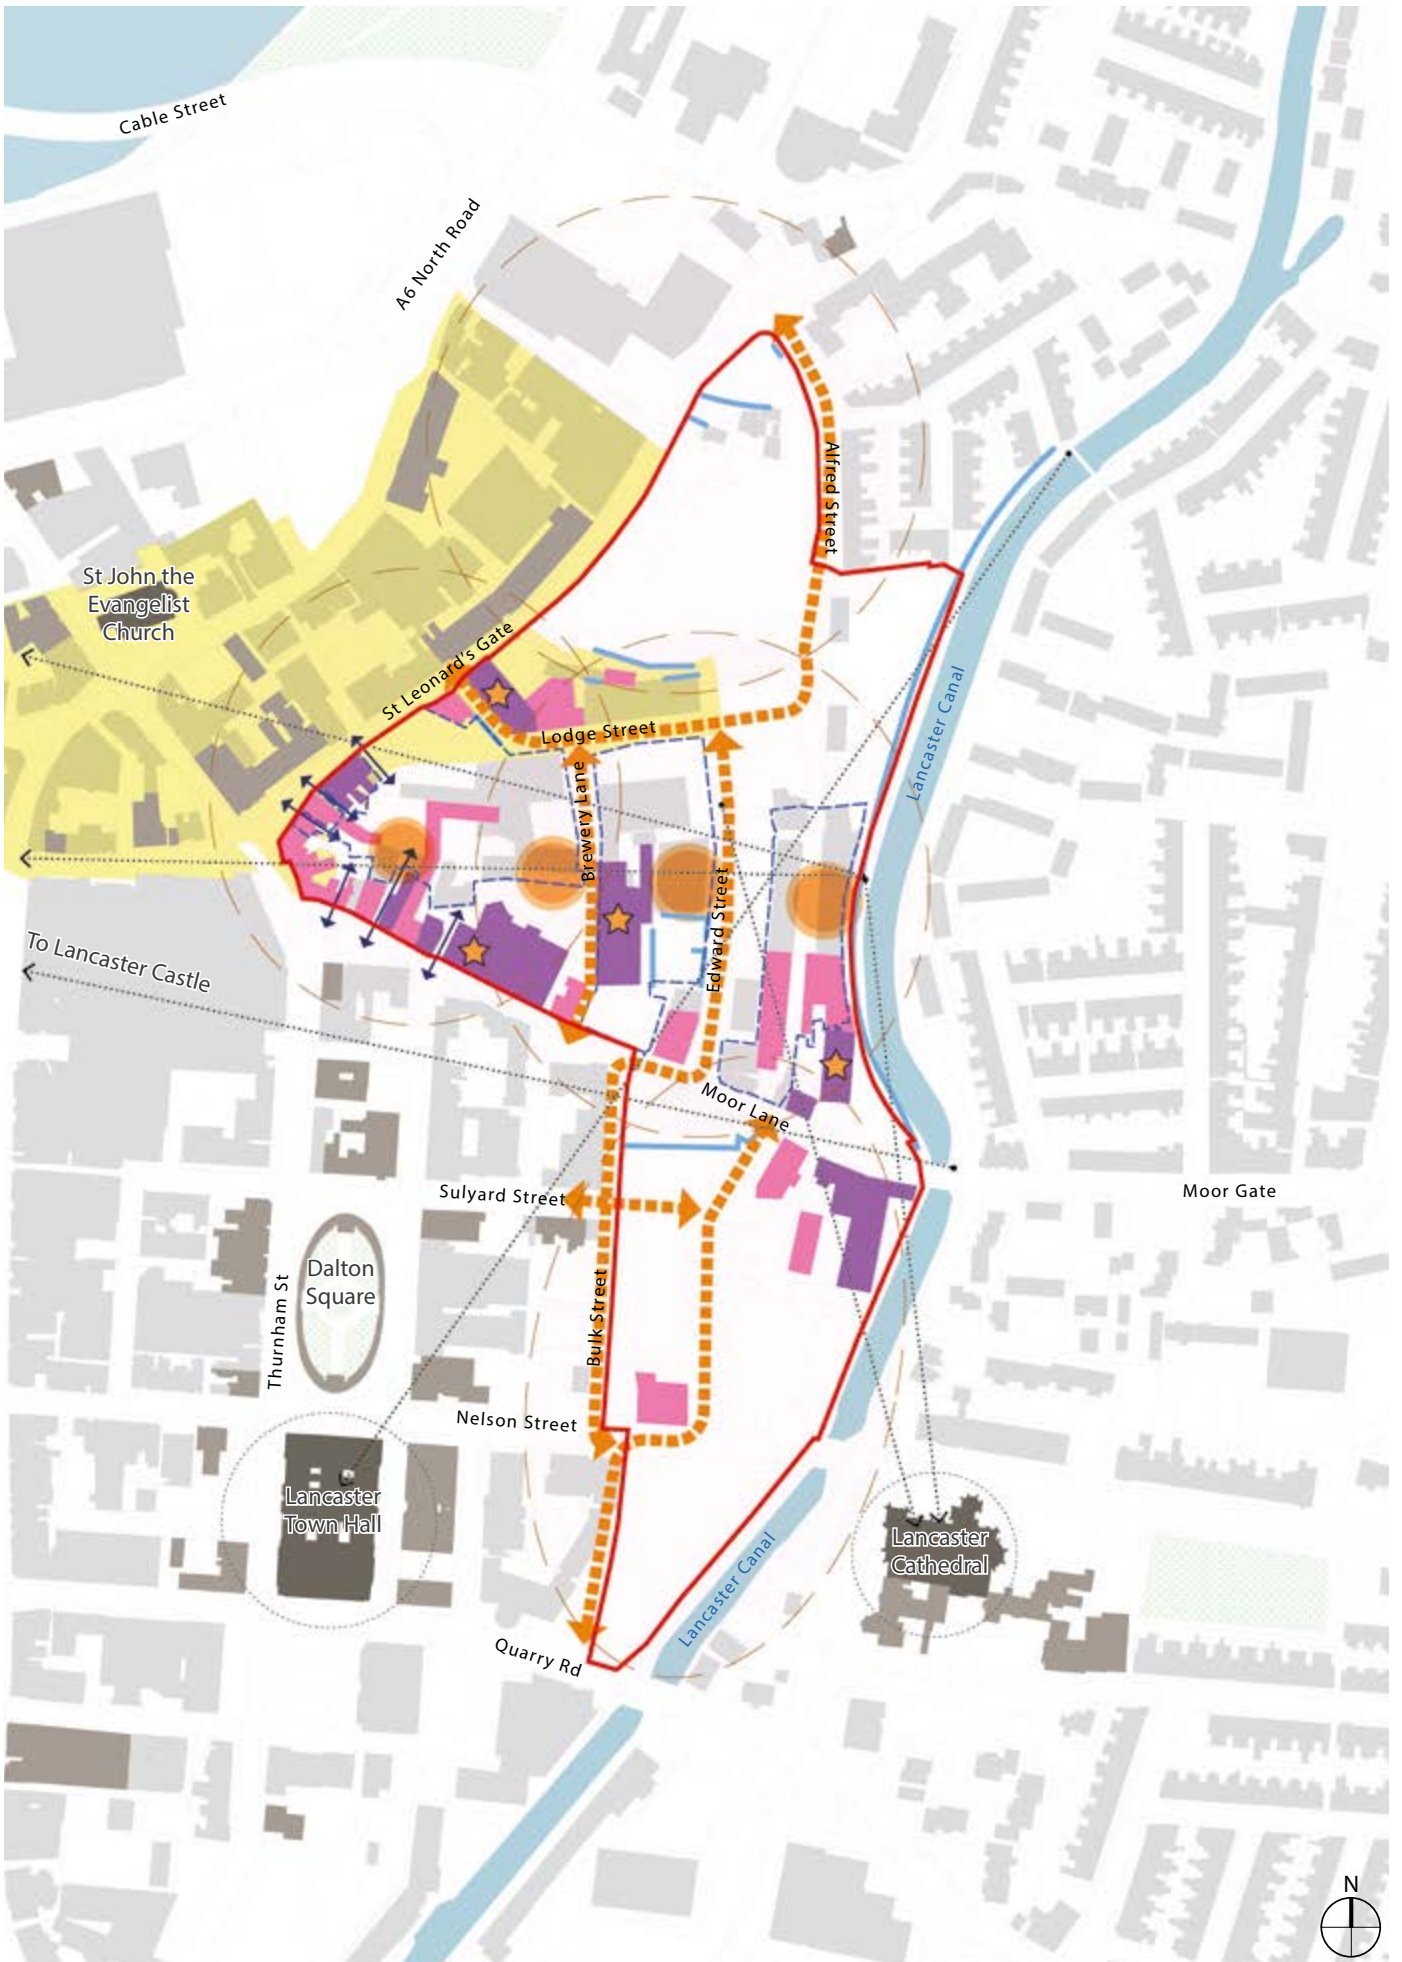 Cable Street
A6 North Road
Alfred Street
St John the
Evangelist
Church
St Leonard's Gate
Lodge Street
Lancaster Canal
Brewery Lane
Edward Street
To Lancaster Castle
Moor Lane
Sulyard Street
Moor Gate
Dalton
Square
Thurnham St
Bulk Street
Nelson Street
Lancaster
Town Hall
Lancaster
Cathedral
Lancaster Canal
Quarry Rd
N